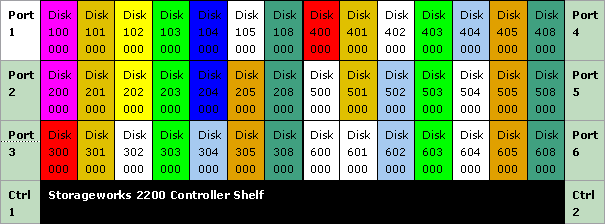 Port Disk Disk Disk Disk Disk Disk Disk Disk Disk Disk Disk Disk Disk Disk Port
1 100 101 102 103 104 105 108 400 401 402 403 404 405 408 4
000 000 000 000 000 000 000 000 000 000 000 000 000 000
Port Disk Disk Disk Disk Disk Disk Disk Disk Disk Disk Disk Disk Disk Disk Port
2 200 201 202 203 204 205 208 500 501 502 503 504 505 508 5
000 000 000 000 000 000 000 000 000 000 000 000 000 000
Port Disk Disk Disk Disk Disk Disk Disk Disk Disk Disk Disk Disk Disk Disk Port
3 300 301 302 303 304 305 308 600 601 602 603 604 605 608 6
000 000 000 000 000 000 000 000 000 000 000 000 000 000
Ctrl Storageworks 2200 Controller Shelf Ctrl
1 2